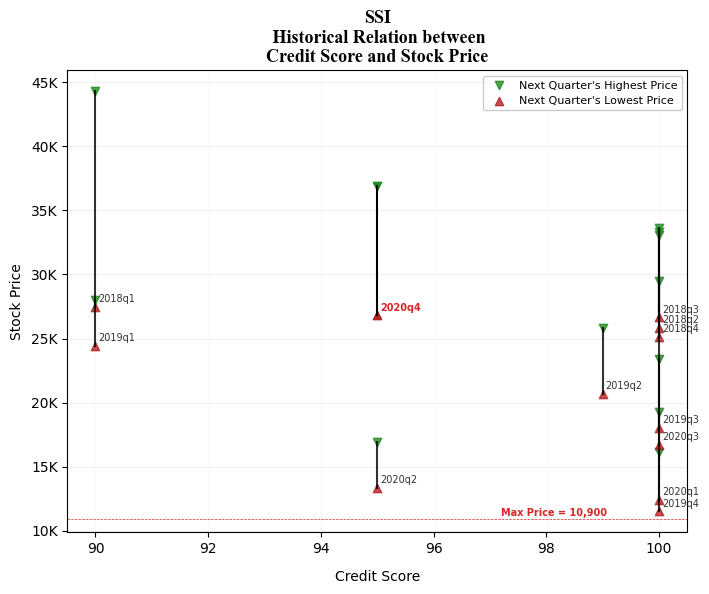 SSI
Historical Relation between
Credit Score and Stock Price
Next Quarter's Highest Price
Next Quarter's Lowest Price
45K
40K
35K
30K
25K
20K
15K
10K
Stock Price
2018q1
2019q1
2020q4
2020q2
2019q2
2018q3
2018q2
2018q4
2019q3
2020q3
2020q1
2019q4
Max Price = 10,900
90
92
94
96
98
100
Credit Score